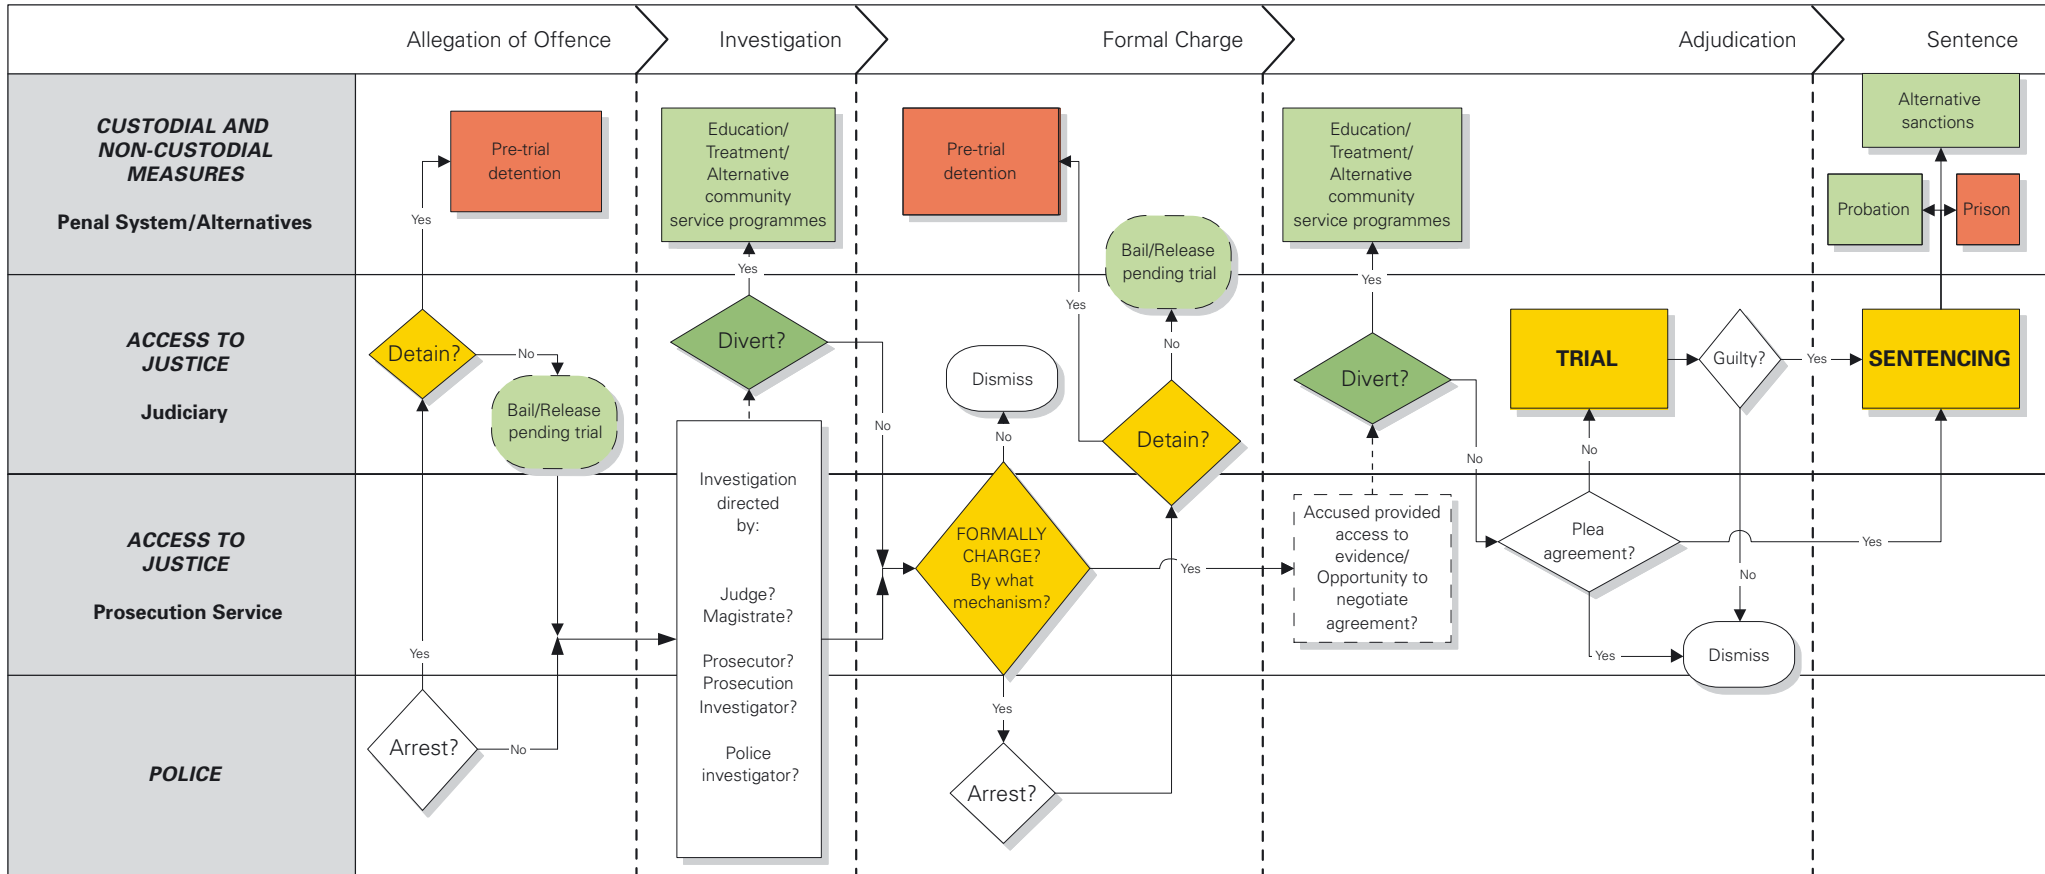 Allegation of Offence
Investigation
Formal Charge
Adjudication
Sentence
CUSTODIAL AND
NON-CUSTODIAL
MEASURES
Penal System/Alternatives
Yes
Pre-trial
detention
Education/
Treatment/
Alternative
community
service programmes
Yes
Pre-trial
detention
Bail/Release
pending trial
Education/
Treatment/
Alternative
community
service programmes
Yes
Alternative
sanctions
Probation
Prison
ACCESS TO
JUSTICE
Judiciary
Detain?
No
Bail/Release
pending trial
Divert?
No
Dismiss
No
Yes
No
Detain?
Divert?
No
TRIAL
No
Guilty?
Yes
SENTENCING
ACCESS TO
JUSTICE
Prosecution Service
Yes
Investigation
directed
by:
Judge?
Magistrate?
Prosecutor?
Prosecution
Investigator?
Police
investigator?
FORMALLY
CHARGE?
By what
mechanism?
Yes
Accused provided
access to
evidence/
Opportunity to
negotiate
agreement?
Plea
agreement?
Yes
No
Yes
Dismiss
POLICE
Arrest?
No
Yes
Arrest?